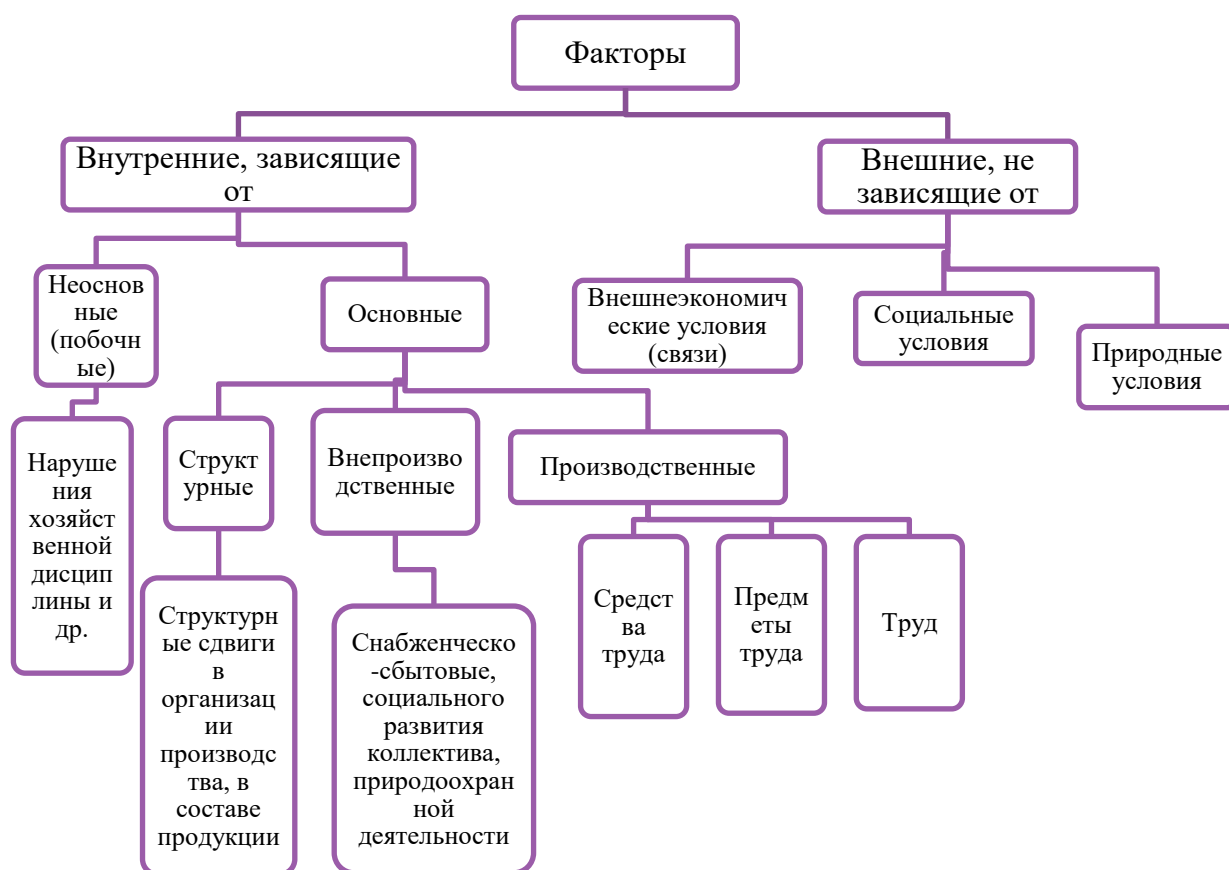 Факторы
Внутренние, зависящие
от
Внешние, не
зависящие от
Неоснов
ные
(побочн
ые)
Основные
Внешнеэкономич
еские условия
(связи)
Социальные
условия
Природные
условия
Наруше
ния
хозяйст
венной
дисцип
лины и
др.
Структ
урные
Внепроизво
дственные
Производственные
Структурн
ые сдвиги
в
организац
ии
производс
тва, в
составе
продукции
Снабженческо
-сбытовые,
социального
развития
коллектива,
природоохран
ной
деятельности
Средст
ва
труда
Предм
еты
труда
Труд